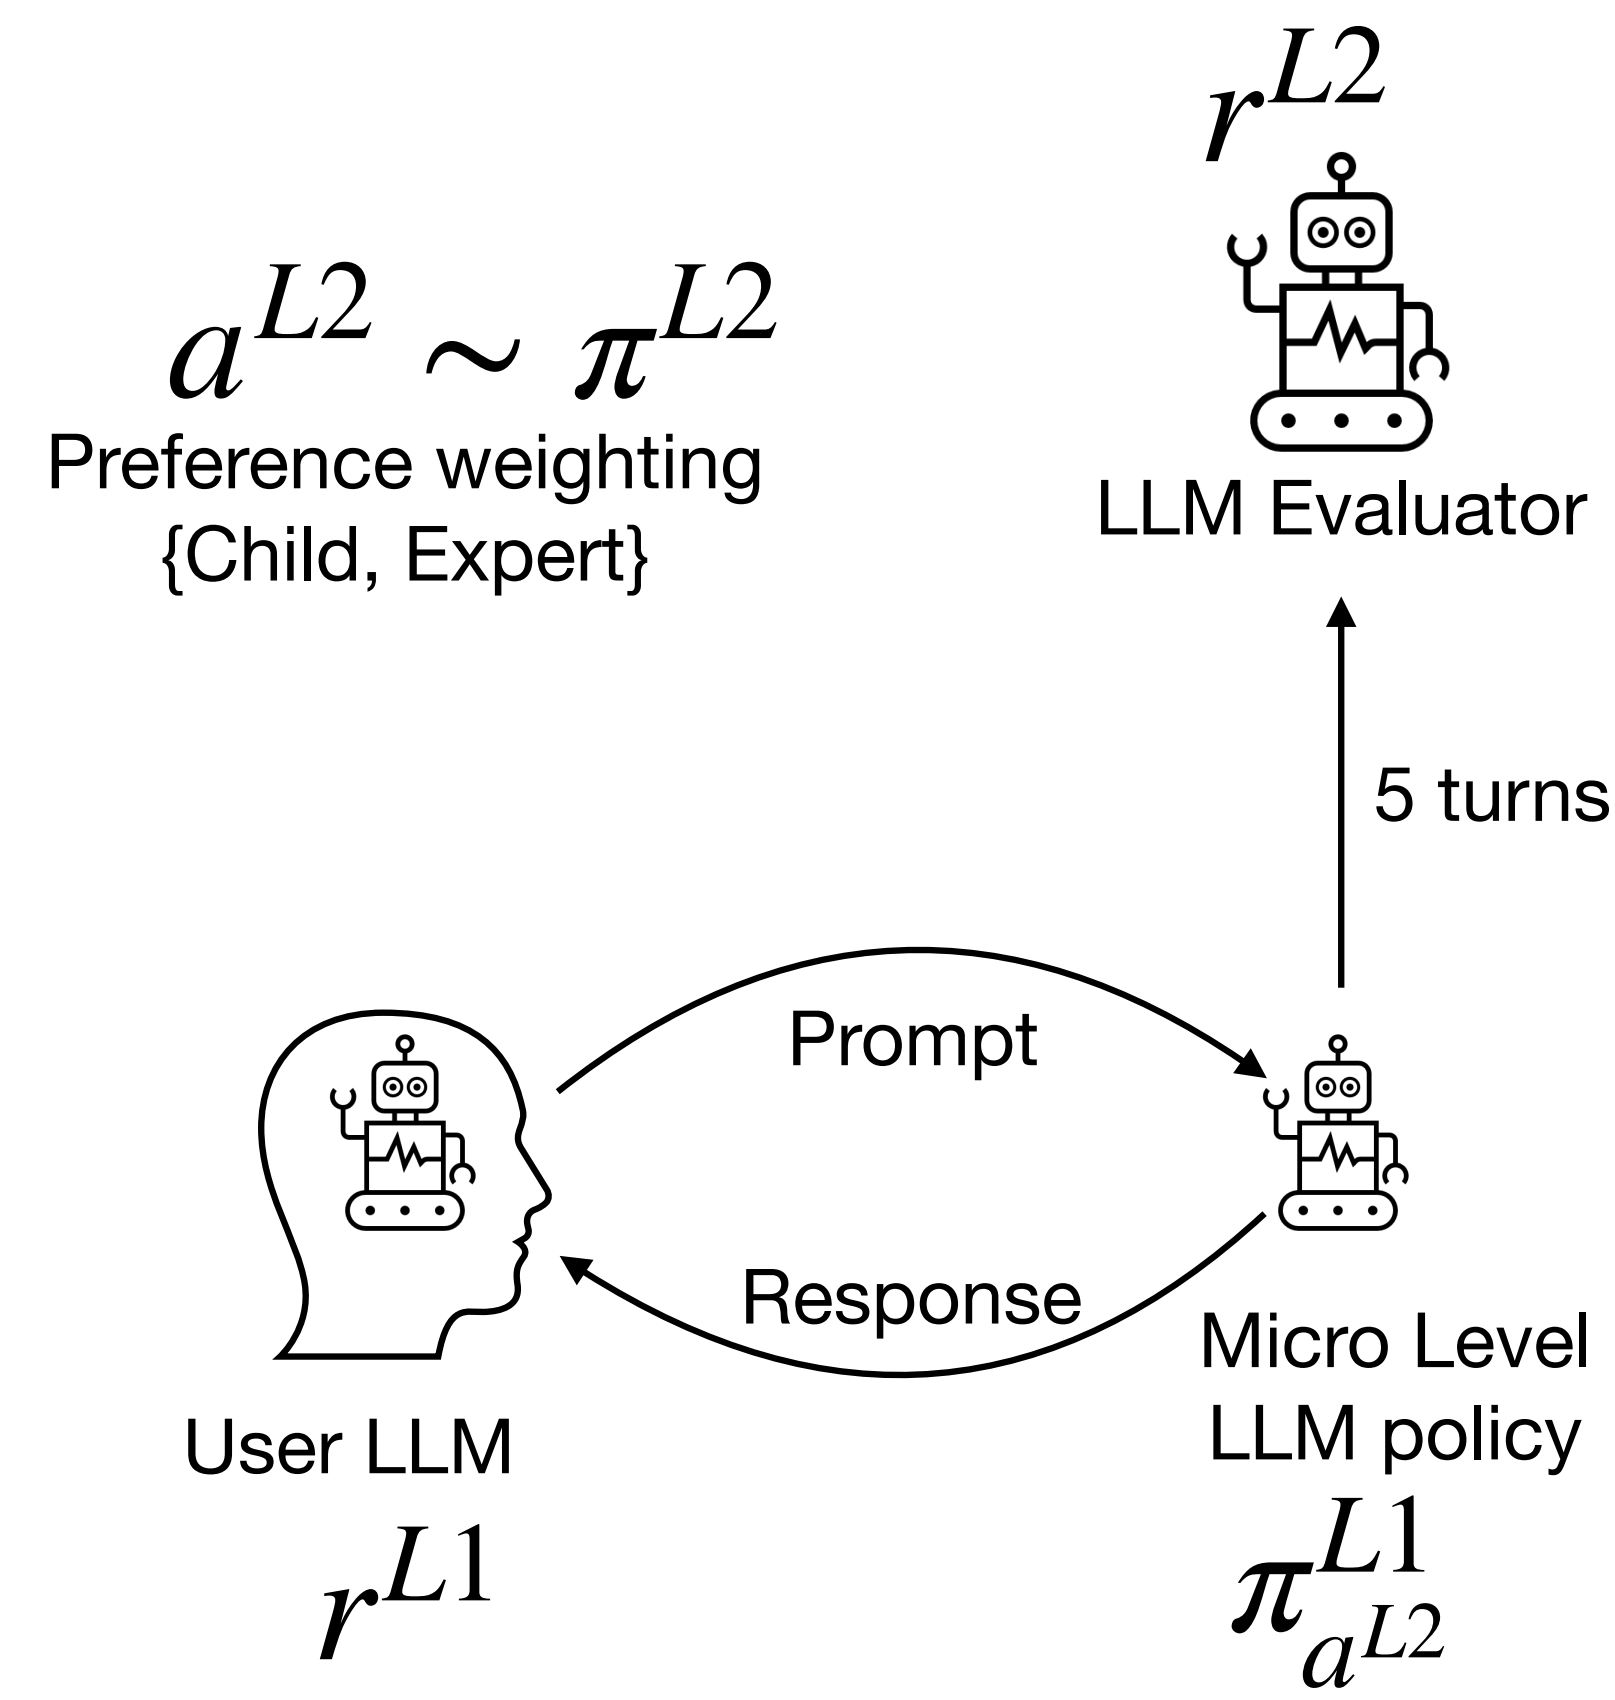 r^{L2}
a^{L2} ~ π^{L2}
Preference weighting
{Child, Expert}
LLM Evaluator
5 turns
Prompt
Response
User LLM
r^{L1}
Micro Level
LLM policy
π^{L1}_{a^{L2}}